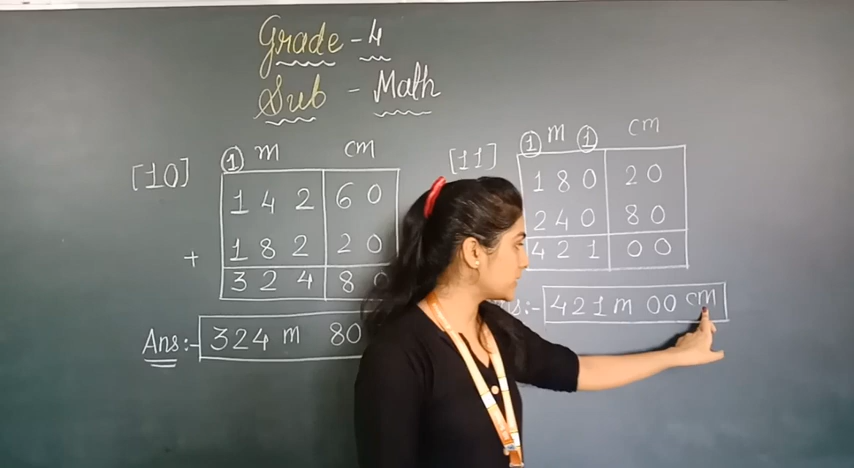 Grade - 4
Sub - Math
[10]
① m cm
1 4 2 6 0
+ 1 8 2 2 0
3 2 4 8
Ans:- 324 m 80
[11]
① m ① cm
1 8 0 2 0
2 4 0 8 0
4 2 1 0 0
s:- 421 m 00 cm